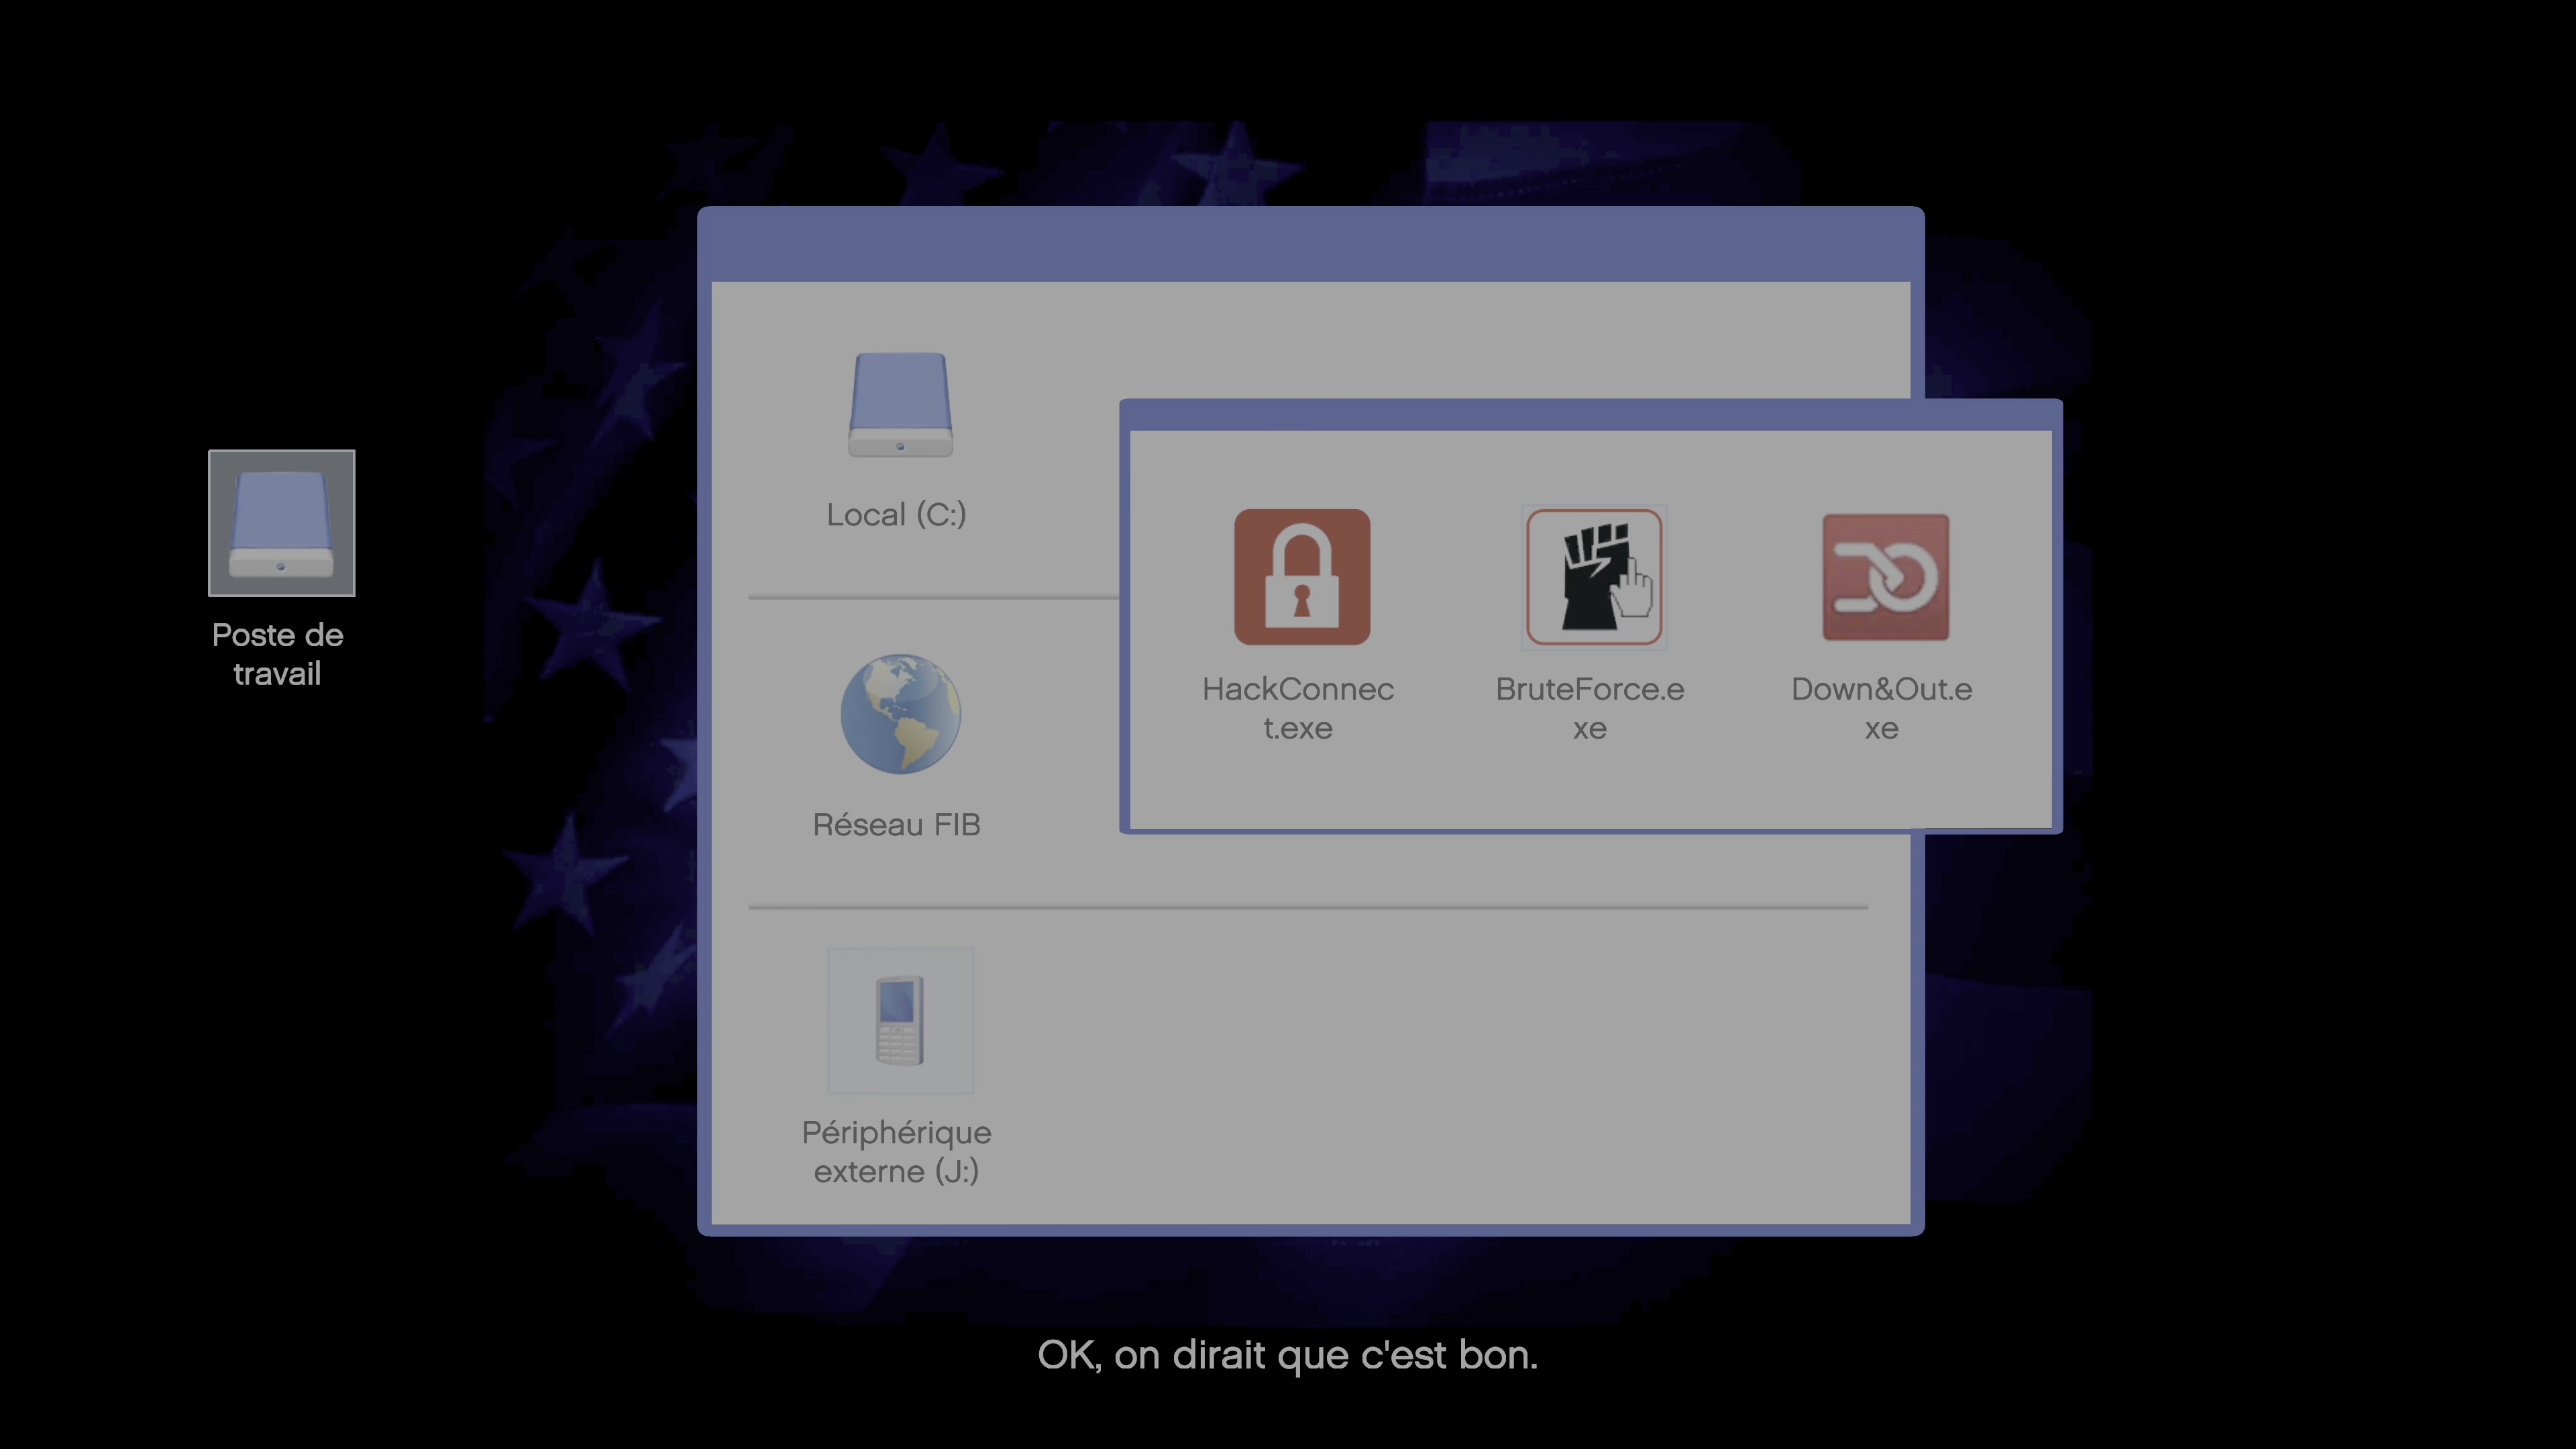 Poste de
travail
Local (C:)
Réseau FIB
Périphérique
externe (J:)
HackConnec
t.exe
BruteForce.e
xe
Down&Out.e
xe
OK, on dirait que c'est bon.